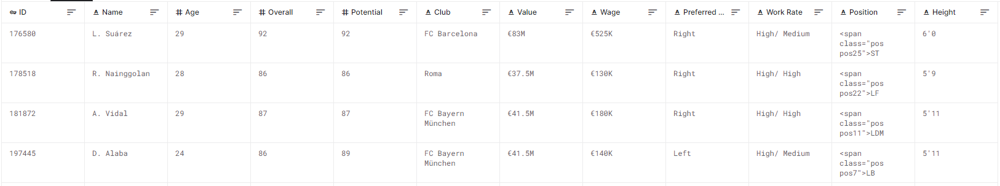 ID Name Age Overall Potential Club Value Wage Preferred ... Work Rate Position Height
176580 L. Suárez 29 92 92 FC Barcelona €83M €525K Right High/ Medium <span 6'0
class="pos
pos25">ST
178518 R. Nainggolan 28 86 86 Roma €37.5M €130K Right High/ High <span 5'9
class="pos
pos22">LF
181872 A. Vidal 29 87 87 FC Bayern €41.5M €180K Right High/ High <span 5'11
München class="pos
pos11">LDM
197445 D. Alaba 24 86 89 FC Bayern €41.5M €140K Left High/ Medium <span 5'11
München class="pos
pos7">LB